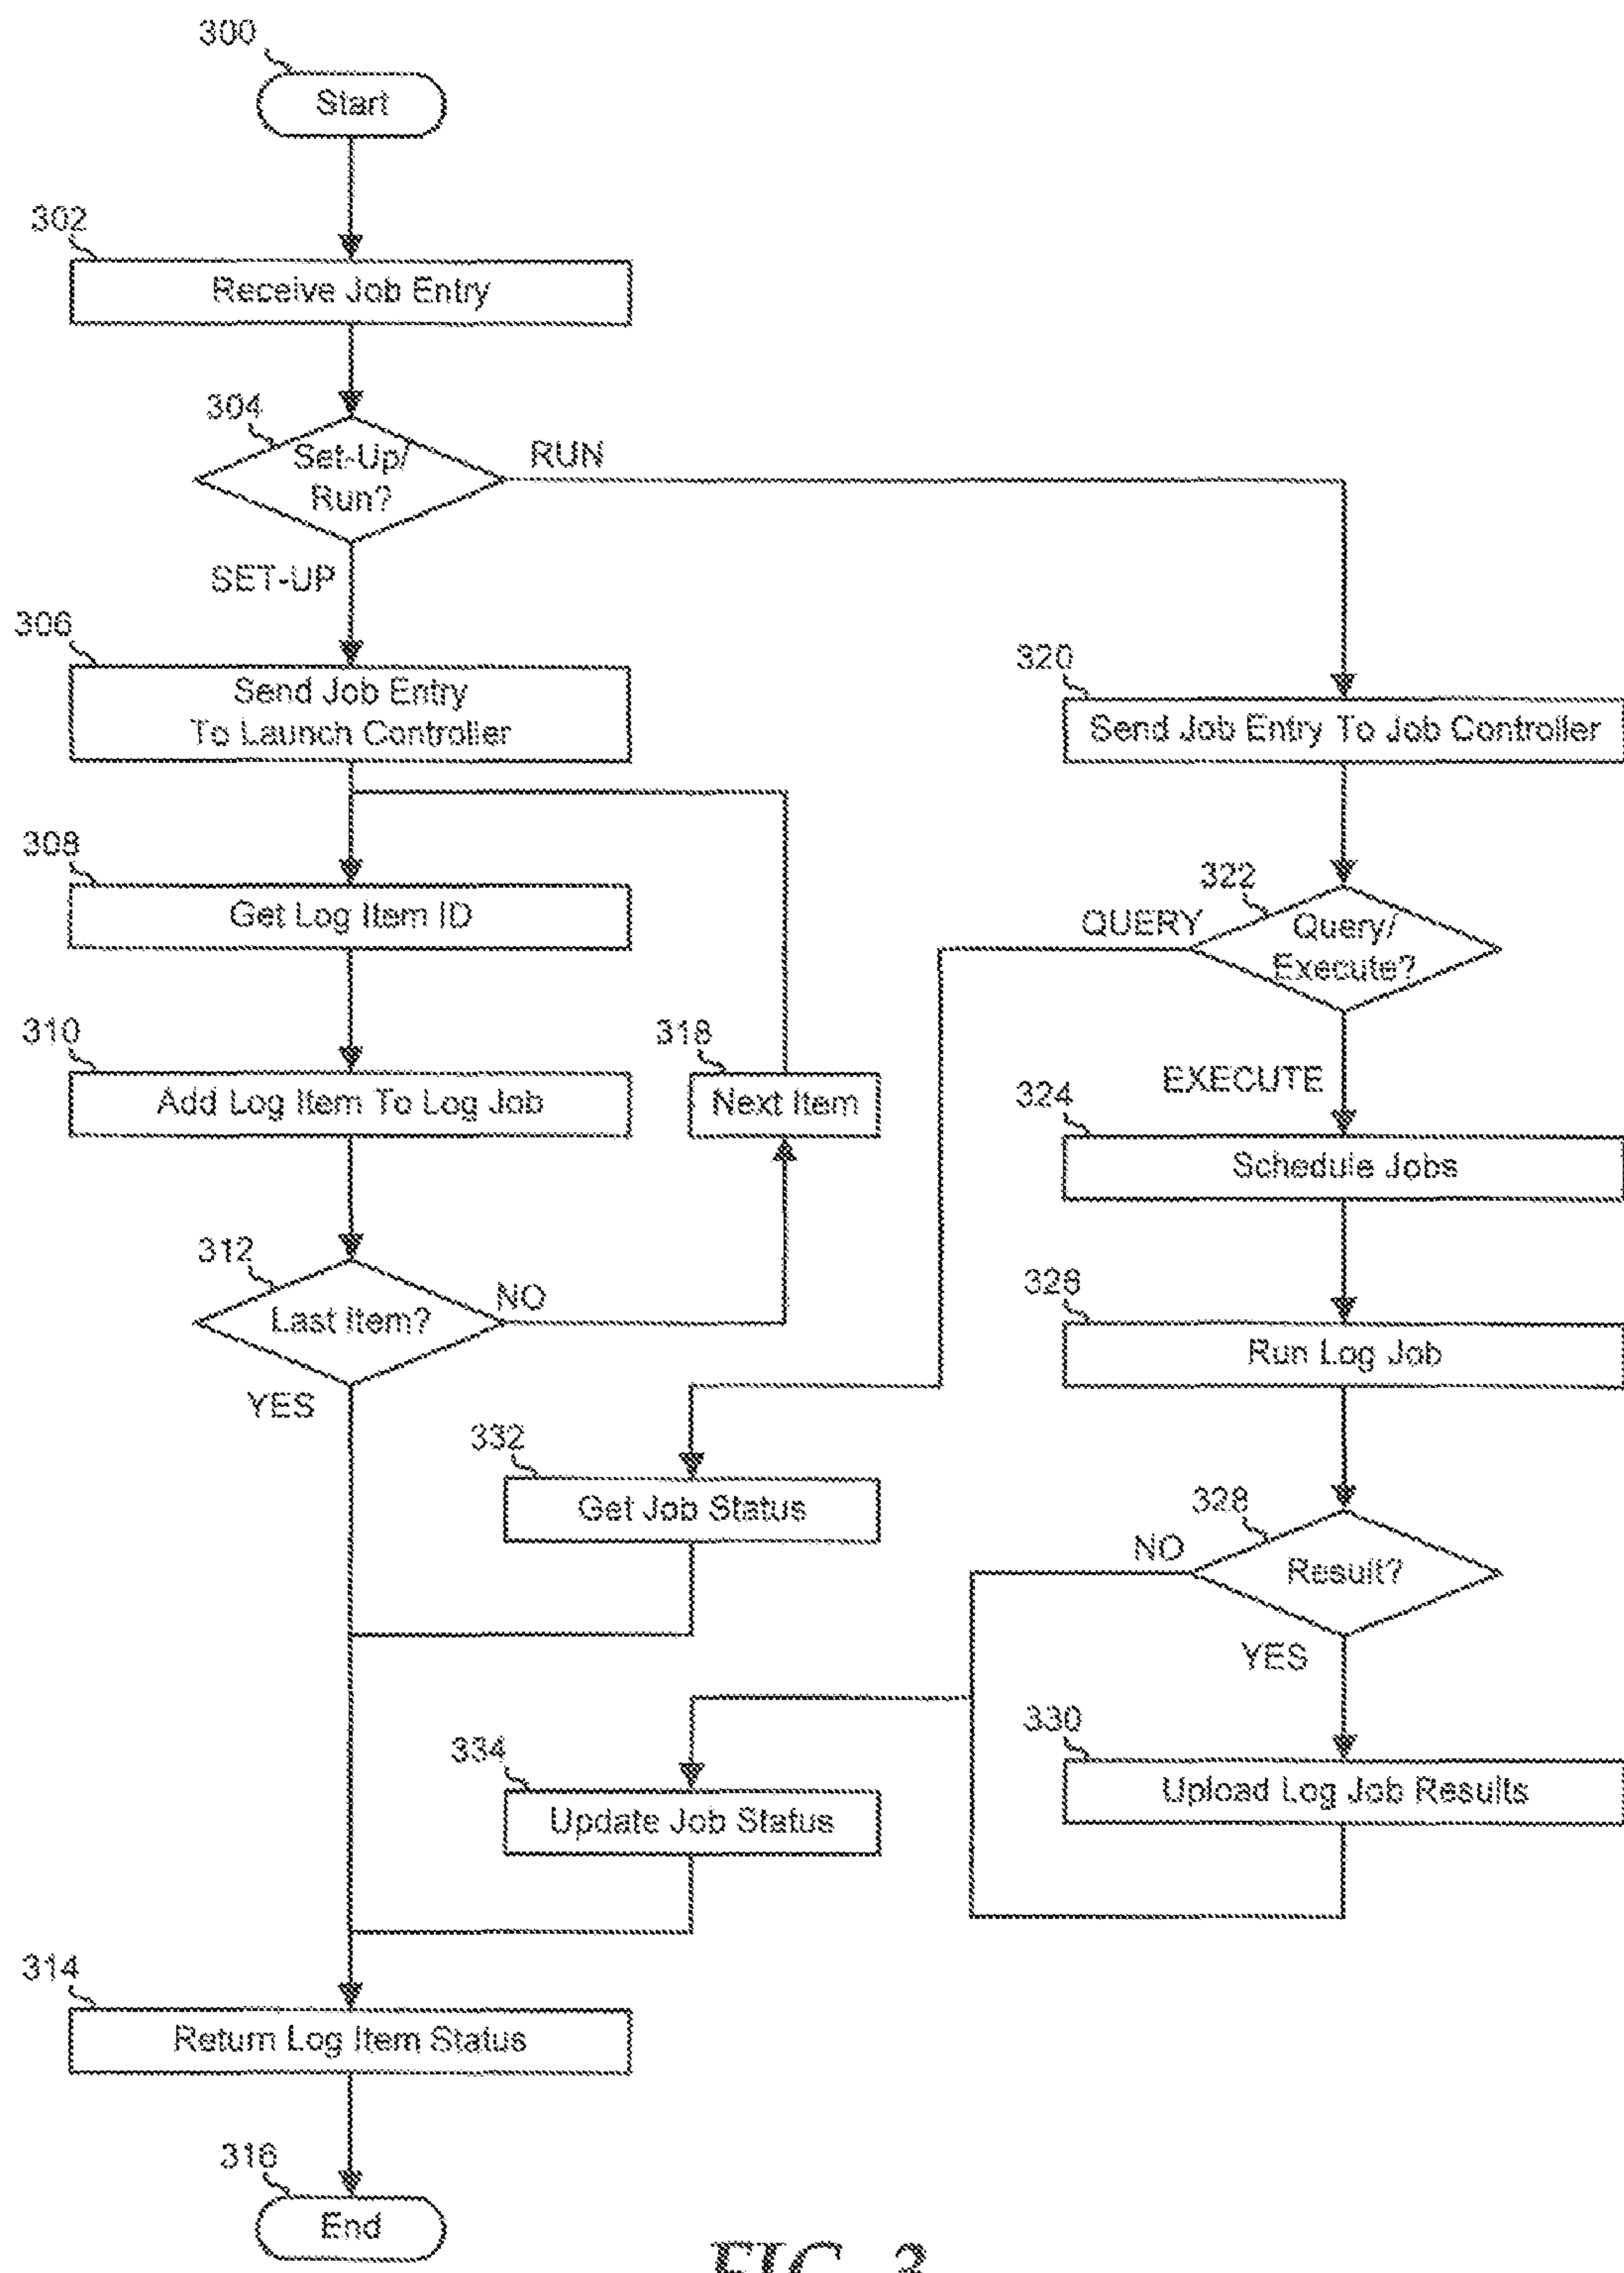 300
Start
302
Receive Job Entry
304
Set-Up/
Run?
RUN
SET-UP
306
Send Job Entry
To Launch Controller
308
Get Log Item ID
310
Add Log Item To Log Job
318
Next Item
312
Last Item?
NO
YES
320
Send Job Entry To Job Controller
322
Query/
Execute?
QUERY
EXECUTE
324
Schedule Jobs
326
Run Log Job
328
Result?
NO
YES
330
Upload Log Job Results
332
Get Job Status
334
Update Job Status
314
Return Log Item Status
316
End
FIG. 3